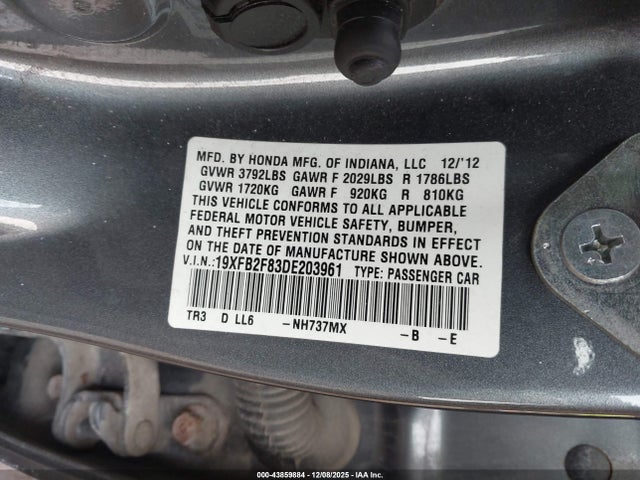 MFD. BY HONDA MFG. OF INDIANA, LLC 12/'12
GVWR 3792LBS GAWR F 2029LBS R 1786LBS
GVWR 1720KG GAWR F 920KG R 810KG
THIS VEHICLE CONFORMS TO ALL APPLICABLE
FEDERAL MOTOR VEHICLE SAFETY, BUMPER,
AND THEFT PREVENTION STANDARDS IN EFFECT
ON THE DATE OF MANUFACTURE SHOWN ABOVE.
V.I.N.:19XFB2F83DE203961 TYPE: PASSENGER CAR
TR3 D LL6 -NH737MX -B -E
000-43859884 | 12/08/2025 | IAA Inc.